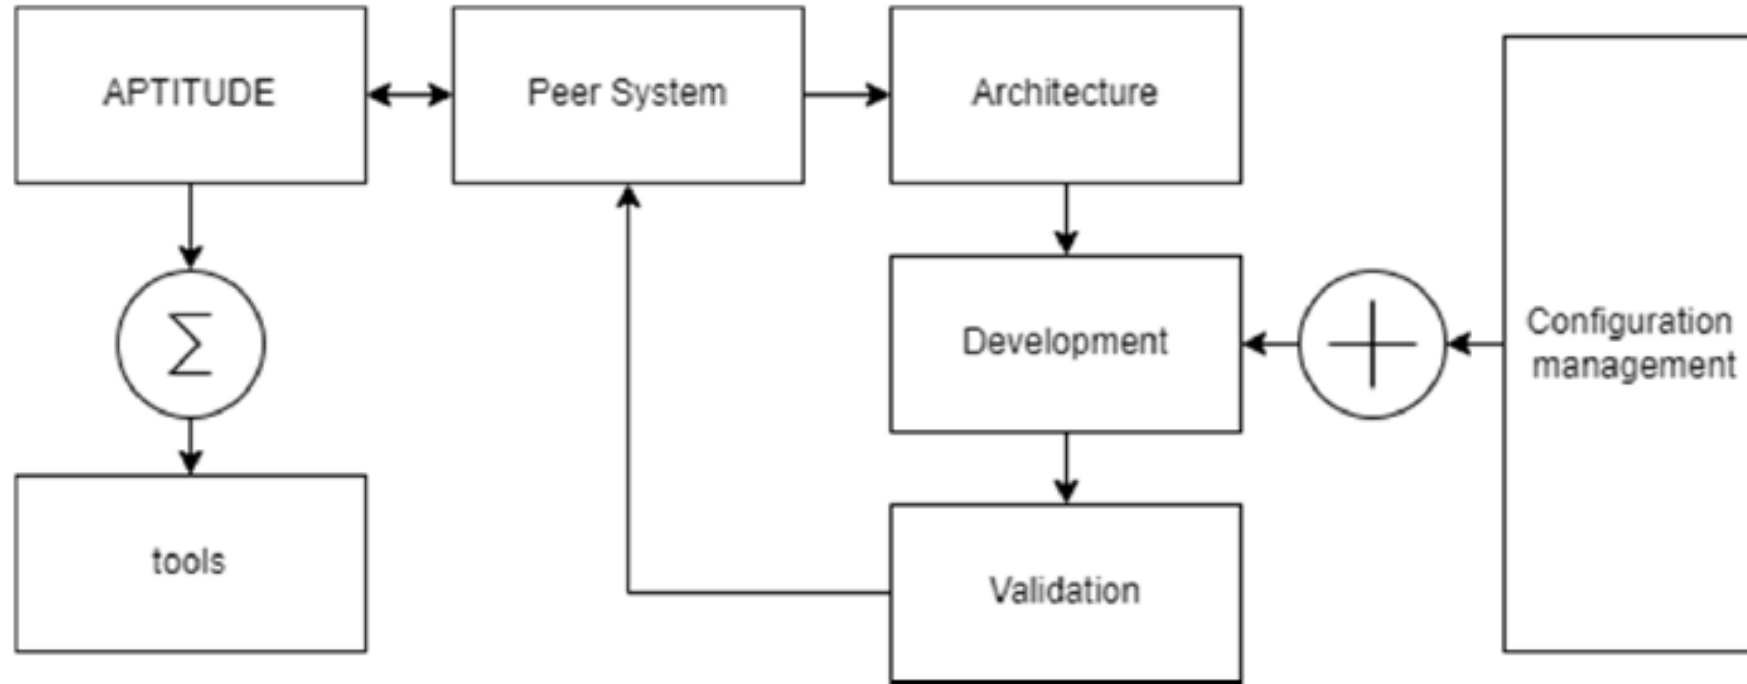 APTITUDE
Peer System
Architecture
Σ
Development
Configuration
management
tools
Validation